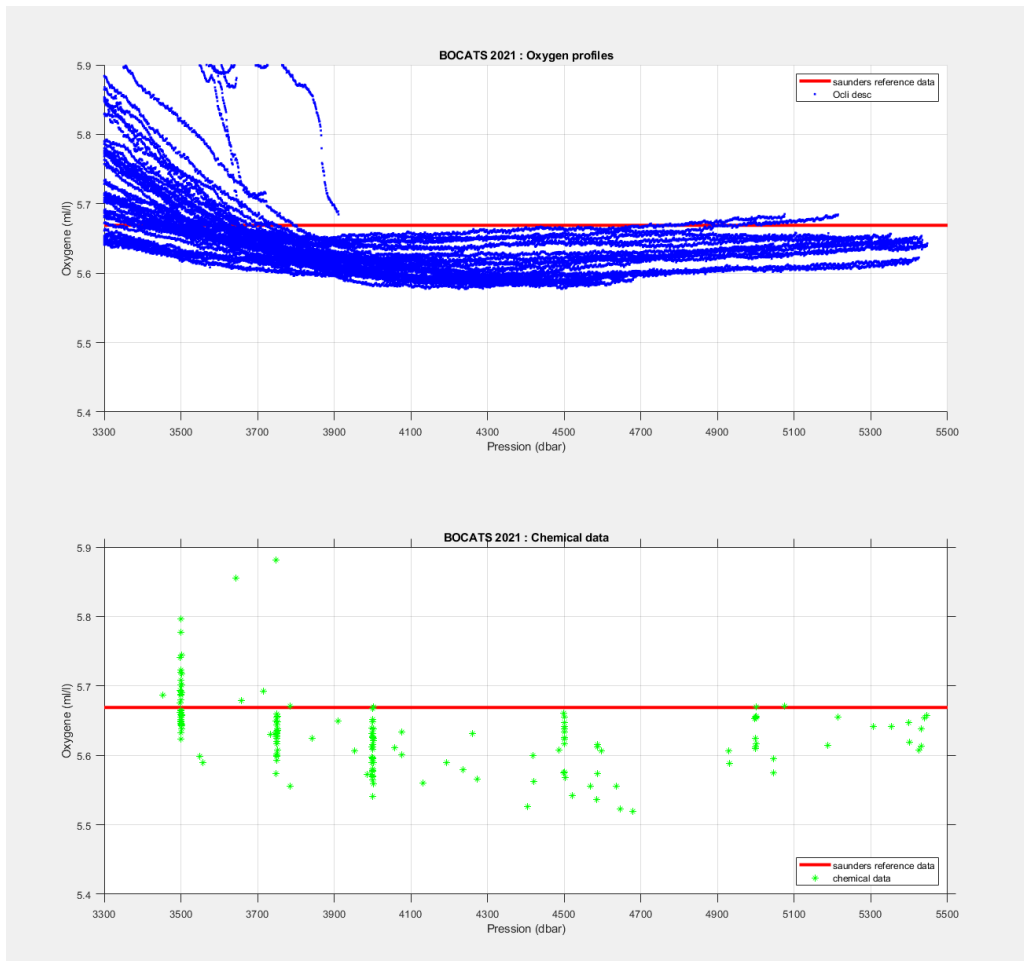 BOCATS 2021 : Oxygen profiles
5.9
5.8
5.7
5.6
5.5
5.4
Oxygene (ml/l)
saunders reference data
Ocli desc
3300 3500 3700 3900 4100 4300 4500 4700 4900 5100 5300 5500
Pression (dbar)
BOCATS 2021 : Chemical data
5.9
5.8
5.7
5.6
5.5
5.4
Oxygene (ml/l)
saunders reference data
chemical data
3300 3500 3700 3900 4100 4300 4500 4700 4900 5100 5300 5500
Pression (dbar)